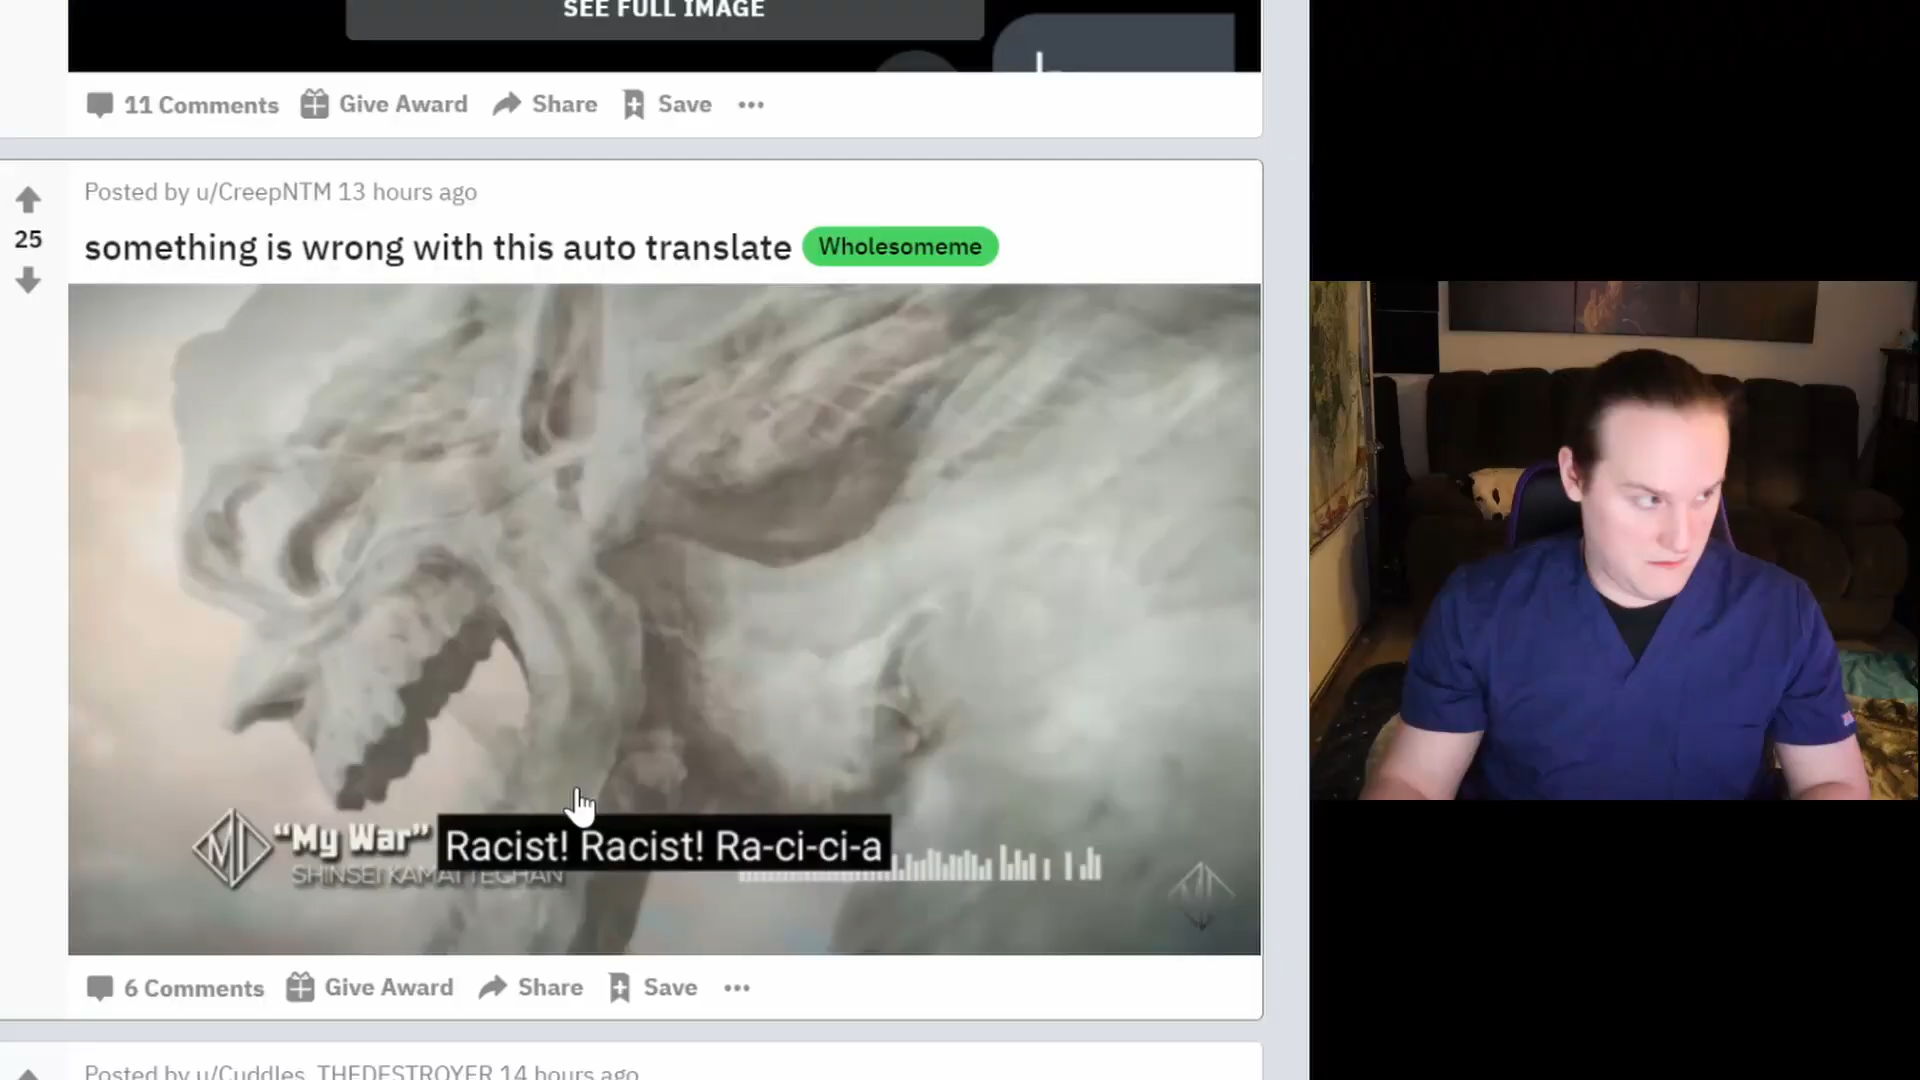 SEE FULL IMAGE
11 Comments Give Award Share Save
Posted by u/CreepNTM 13 hours ago
25
something is wrong with this auto translate Wholesomeme
"My War" Racist! Racist! Ra-ci-ci-a
SHINSEI KAMATTECHAN
6 Comments Give Award Share Save
Posted by u/Cuddles_THEDESTROYER 14 hours ago